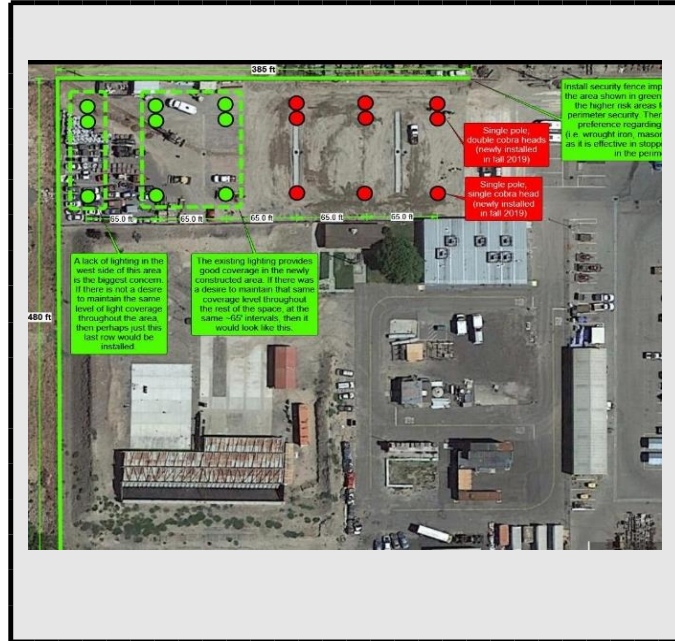 385 ft
Install security fence imp
the area shown in green
the higher risk areas t
perimeter security. Ther
preference regarding
(i.e. wrought iron, mason
as it is effective in stopp
in the perim
Single pole,
double cobra heads
(newly installed
in fall 2019)
Single pole,
single cobra head
(newly installed
in fall 2019)
65.0 ft
65.0 ft
65.0 ft
65.0 ft
65.0 ft
A lack of lighting in the
west side of this area
is the biggest concern.
If there is not a desire
to maintain the same
level of light coverage
throughout the area,
then perhaps just this
last row would be
installed.
The existing lighting provides
good coverage in the newly
constructed area. If there was
a desire to maintain that same
coverage level throughout
the rest of the space, at the
same ~65' intervals, then it
would look like this.
480 ft